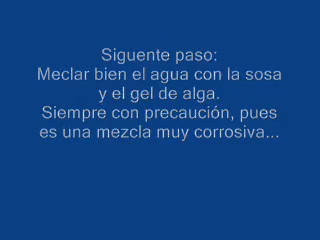 Siguente paso:
Meclar bien el agua con la sosa
y el gel de alga.
Siempre con precaución, pues
es una mezcla muy corrosiva...